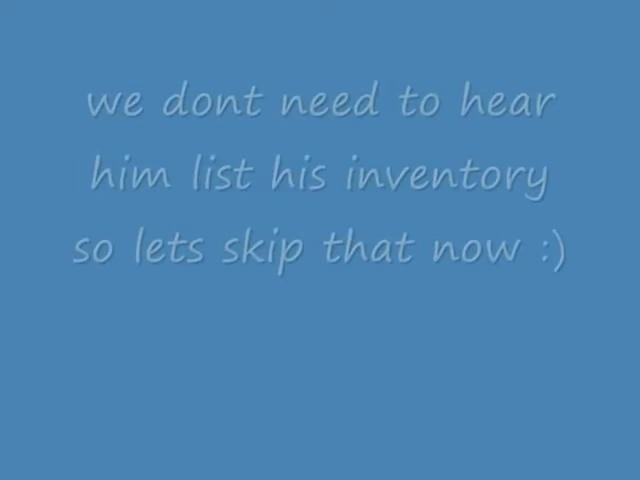 we dont need to hear
him list his inventory
so lets skip that now :)